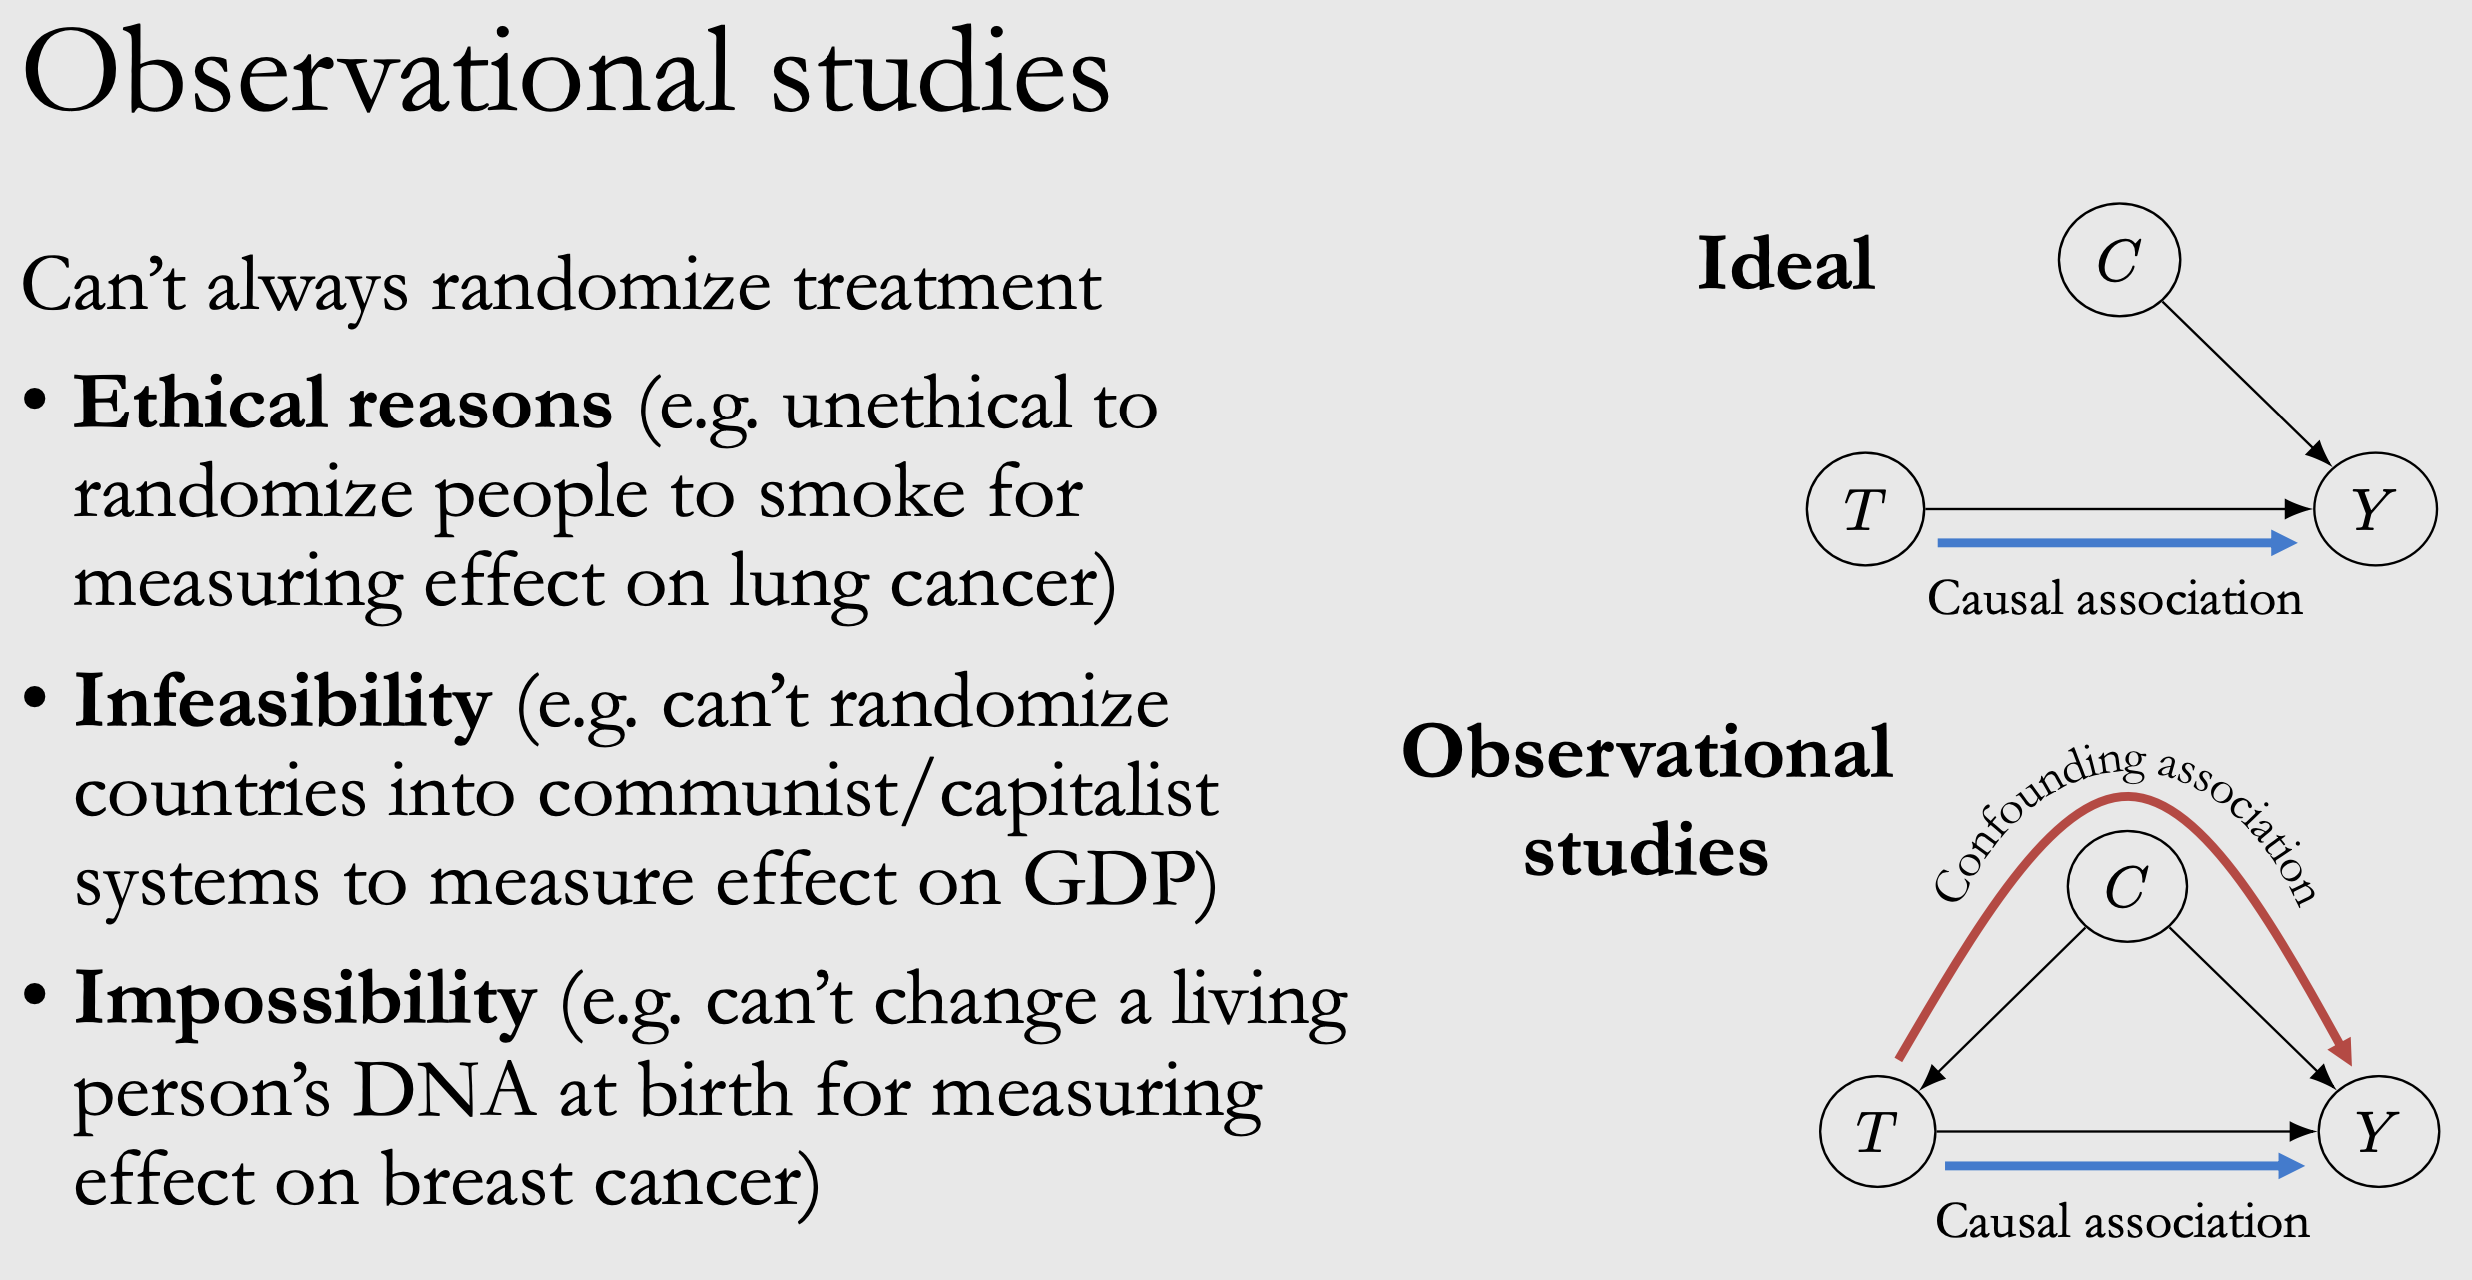 Observational studies
Can’t always randomize treatment
• Ethical reasons (e.g. unethical to
randomize people to smoke for
measuring effect on lung cancer)
• Infeasibility (e.g. can’t randomize
countries into communist/capitalist
systems to measure effect on GDP)
• Impossibility (e.g. can’t change a living
person’s DNA at birth for measuring
effect on breast cancer)
Ideal
C
T
Y
Causal association
Observational
studies
Confounding association
C
T
Y
Causal association